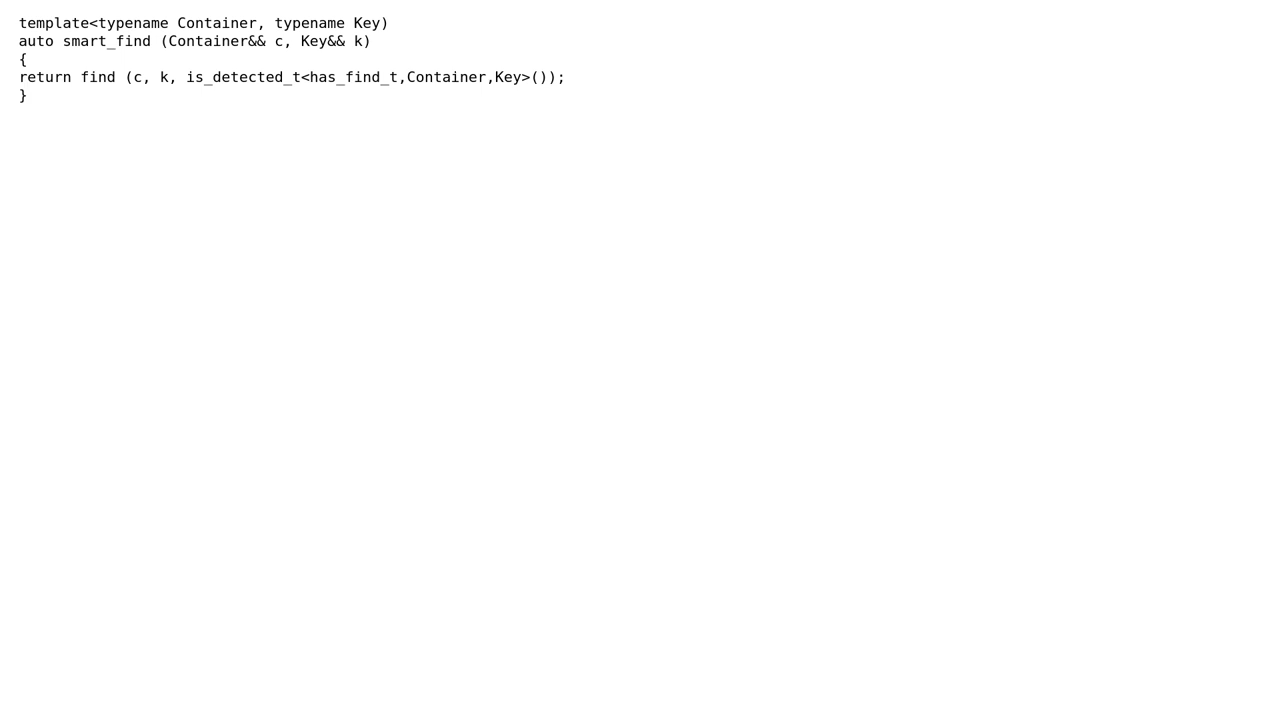 template<typename Container, typename Key)
auto smart_find (Container&& c, Key&& k)
{
return find (c, k, is_detected_t<has_find_t,Container,Key>());
}